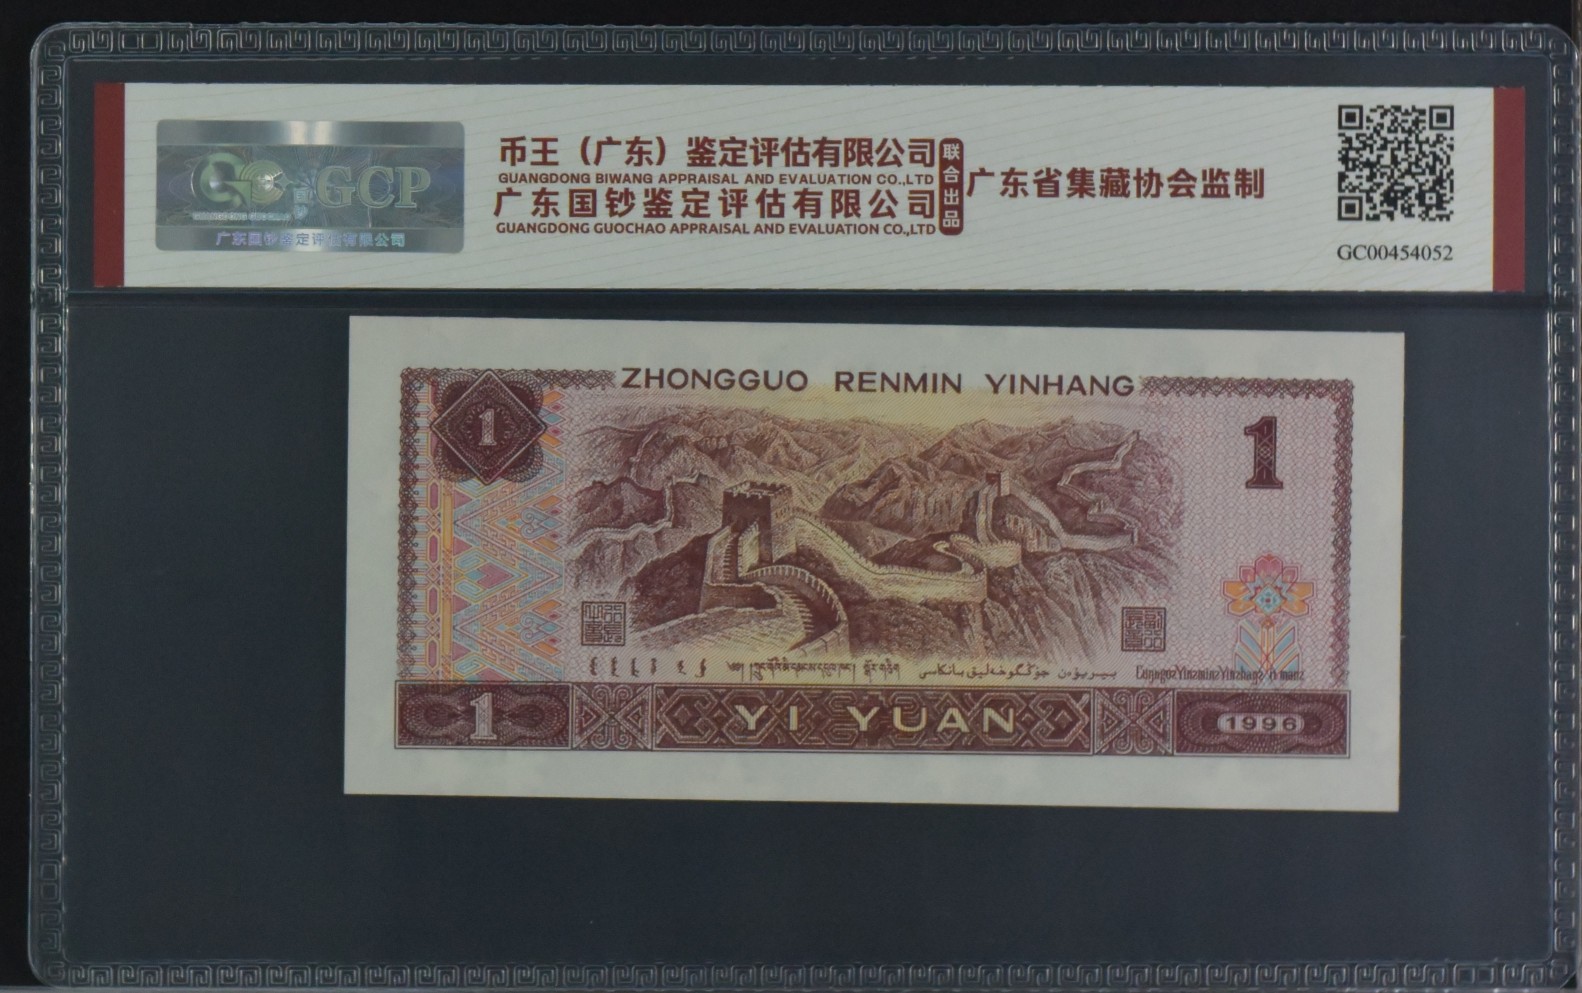 GCP
广东国钞鉴定评估有限公司
币王（广东）鉴定评估有限公司
GUANGDONG BIWANG APPRAISAL AND EVALUATION CO.,LTD
广东国钞鉴定评估有限公司
GUANGDONG GUOCHAO APPRAISAL AND EVALUATION CO.,LTD
联合出品
广东省集藏协会监制
GC00454052
ZHONGGUO RENMIN YINHANG
1
1
1
YI YUAN
1996